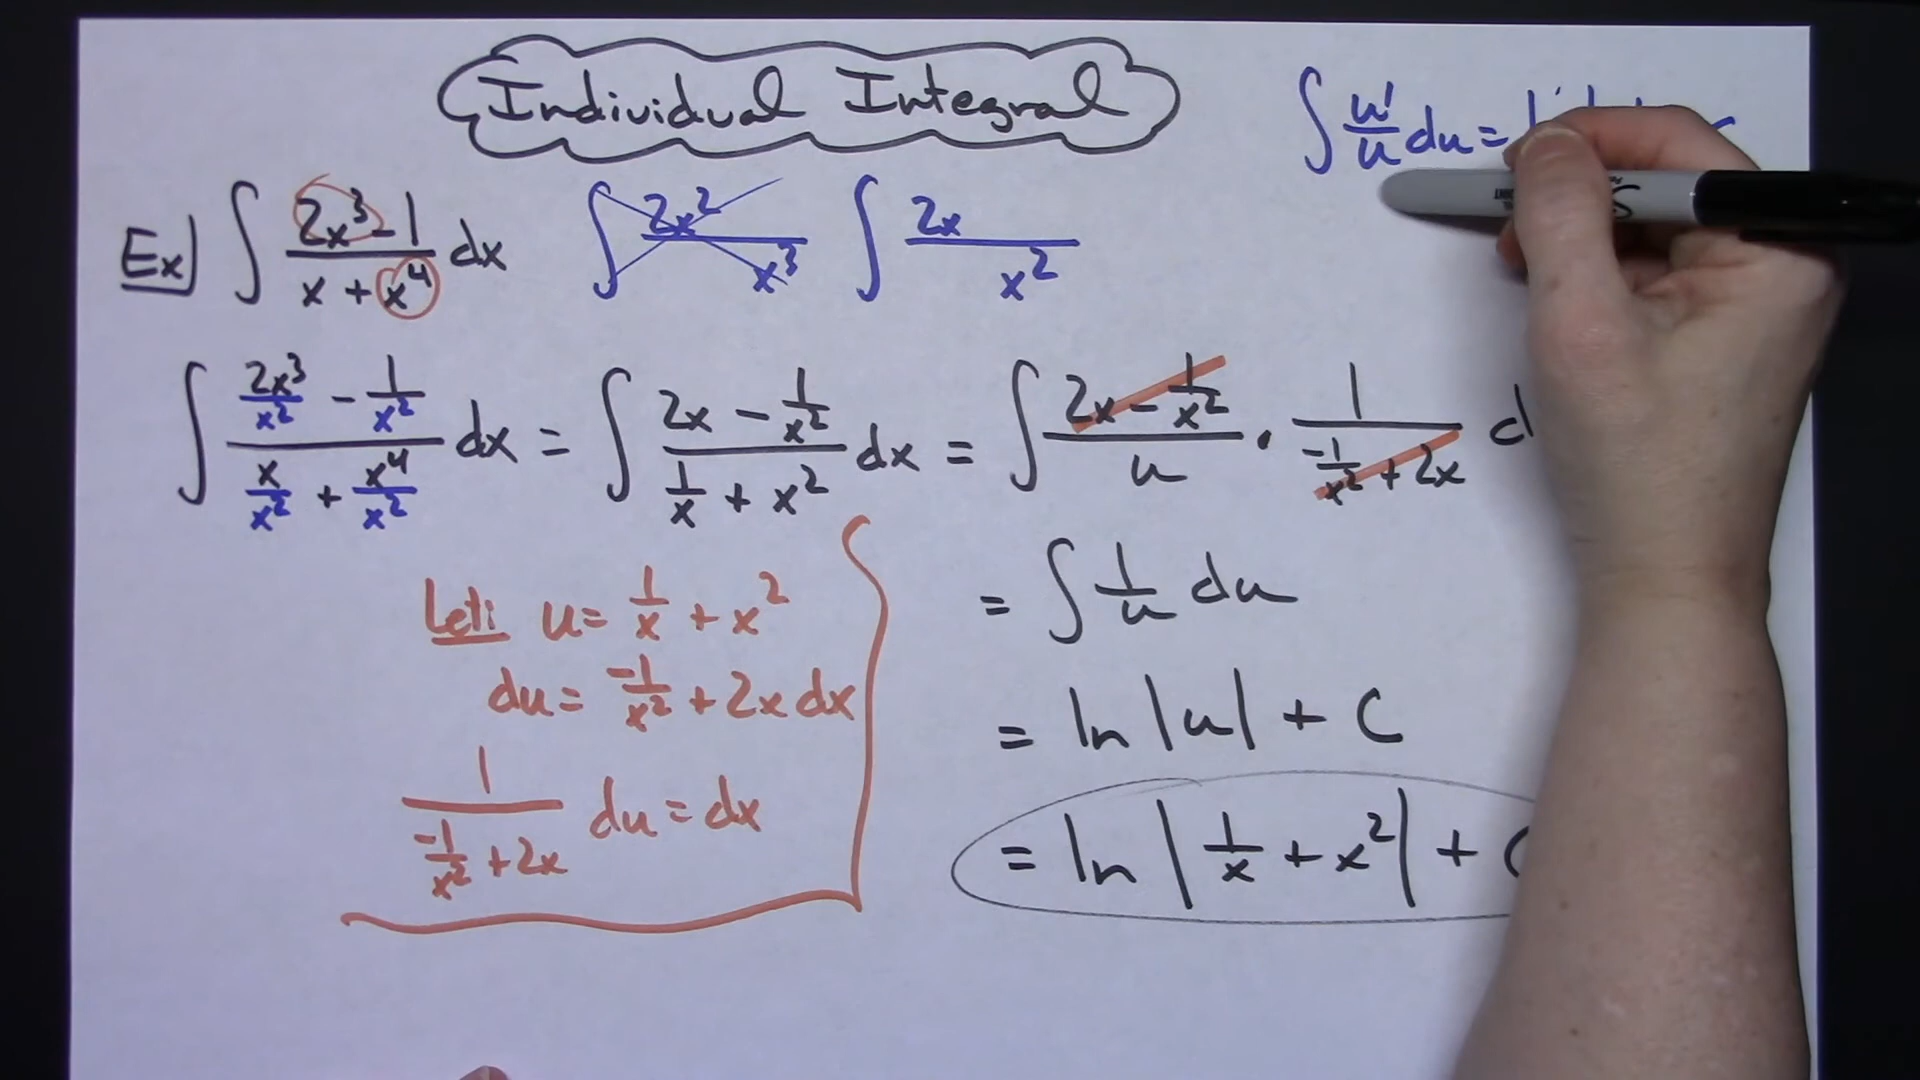 Individual Integral
∫ u'/u du =
Ex] ∫ (2x³ - 1)/(x + x⁴) dx
∫ 2x²/x³
∫ 2x/x²
∫ (2x³/x² - 1/x²)/(x/x² + x⁴/x²) dx = ∫ (2x - 1/x²)/(1/x + x²) dx = ∫ (2x - 1/x²)/u · 1/(-1/x² + 2x) d
Let: u = 1/x + x²
du = -1/x² + 2x dx
1/(-1/x² + 2x) du = dx
= ∫ 1/u du
= ln |u| + C
= ln |1/x + x²| +